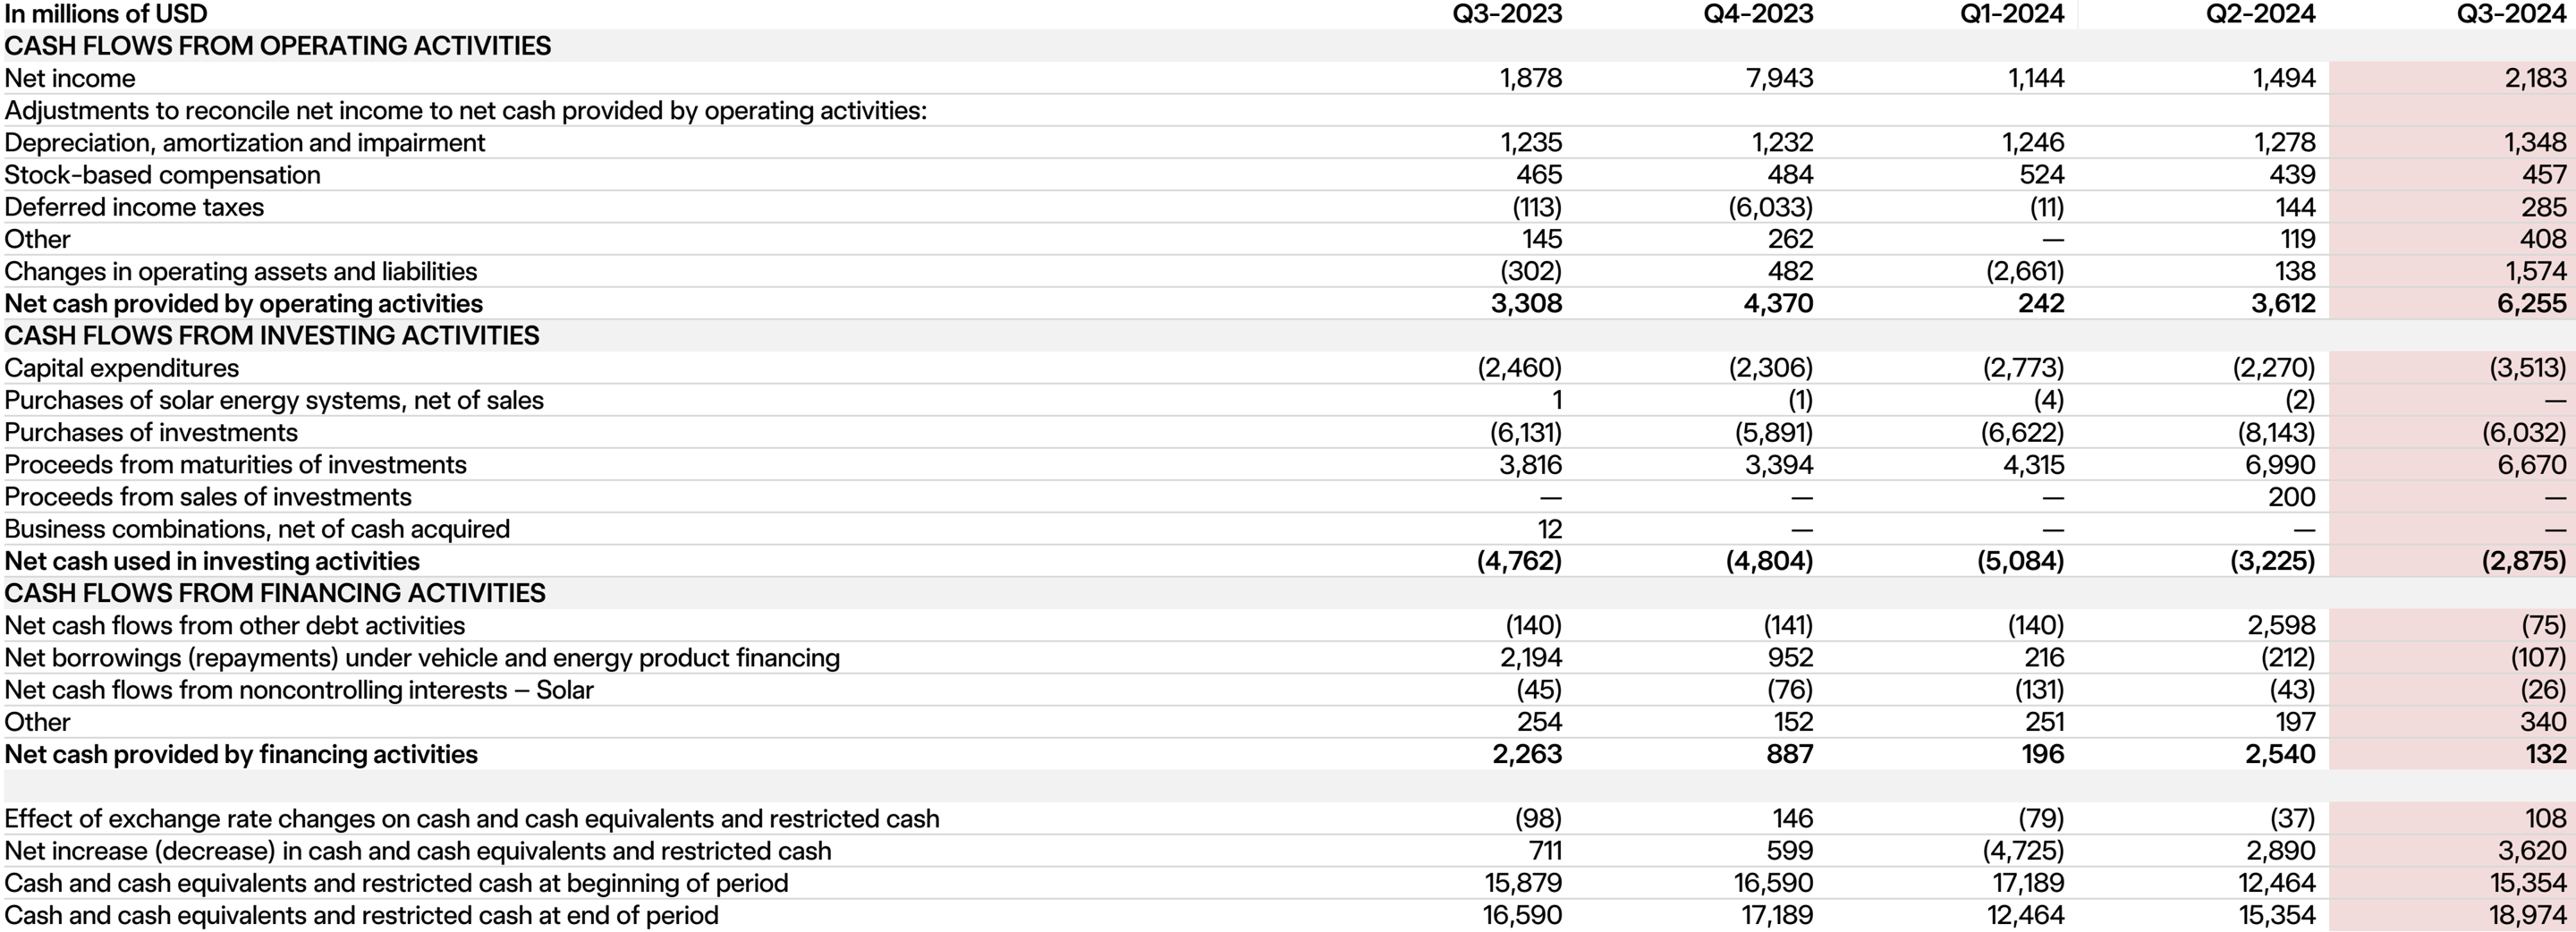 In millions of USD Q3-2023 Q4-2023 Q1-2024 Q2-2024 Q3-2024
CASH FLOWS FROM OPERATING ACTIVITIES
Net income 1,878 7,943 1,144 1,494 2,183
Adjustments to reconcile net income to net cash provided by operating activities:
Depreciation, amortization and impairment 1,235 1,232 1,246 1,278 1,348
Stock-based compensation 465 484 524 439 457
Deferred income taxes (113) (6,033) (11) 144 285
Other 145 262 — 119 408
Changes in operating assets and liabilities (302) 482 (2,661) 138 1,574
Net cash provided by operating activities 3,308 4,370 242 3,612 6,255
CASH FLOWS FROM INVESTING ACTIVITIES
Capital expenditures (2,460) (2,306) (2,773) (2,270) (3,513)
Purchases of solar energy systems, net of sales 1 (1) (4) (2) —
Purchases of investments (6,131) (5,891) (6,622) (8,143) (6,032)
Proceeds from maturities of investments 3,816 3,394 4,315 6,990 6,670
Proceeds from sales of investments — — — 200 —
Business combinations, net of cash acquired 12 — — — —
Net cash used in investing activities (4,762) (4,804) (5,084) (3,225) (2,875)
CASH FLOWS FROM FINANCING ACTIVITIES
Net cash flows from other debt activities (140) (141) (140) 2,598 (75)
Net borrowings (repayments) under vehicle and energy product financing 2,194 952 216 (212) (107)
Net cash flows from noncontrolling interests – Solar (45) (76) (131) (43) (26)
Other 254 152 251 197 340
Net cash provided by financing activities 2,263 887 196 2,540 132
Effect of exchange rate changes on cash and cash equivalents and restricted cash (98) 146 (79) (37) 108
Net increase (decrease) in cash and cash equivalents and restricted cash 711 599 (4,725) 2,890 3,620
Cash and cash equivalents and restricted cash at beginning of period 15,879 16,590 17,189 12,464 15,354
Cash and cash equivalents and restricted cash at end of period 16,590 17,189 12,464 15,354 18,974